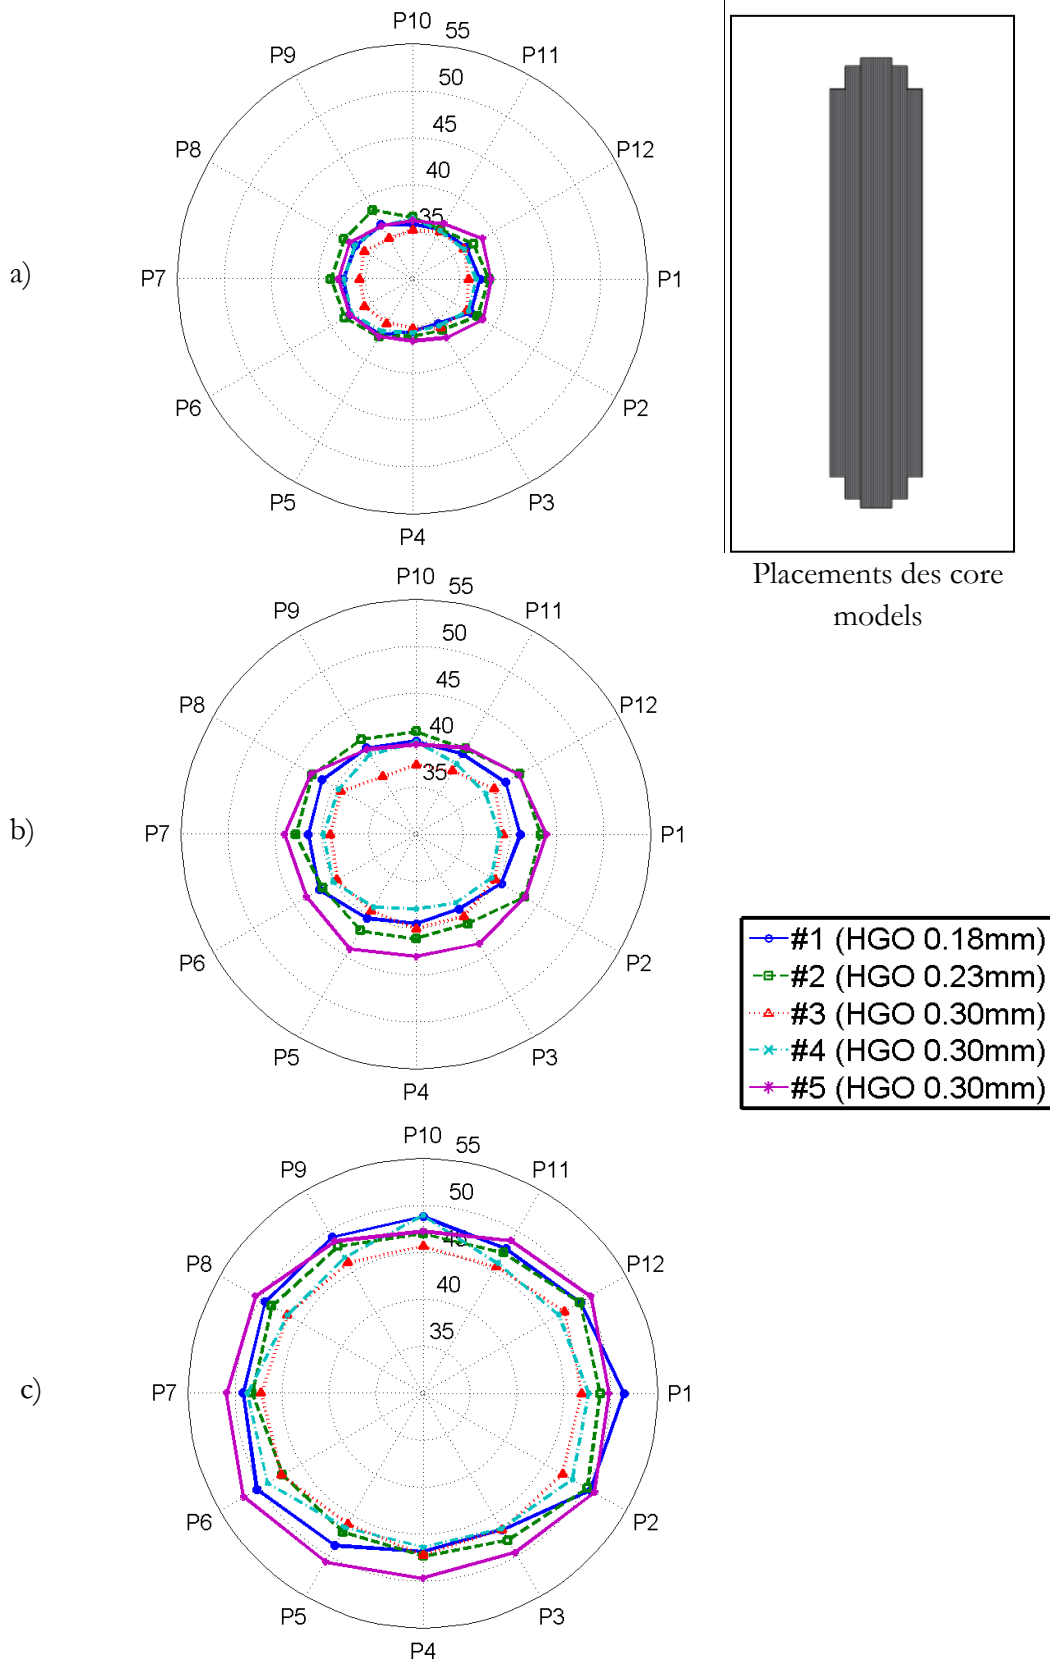 P10 55
P9 P11
50
45
P8 P12
40
35
a) P7 P1
P6 P2
P5 P3
P4
Placements des core
models
P10 55
P9 P11
50
45
P8 P12
40
35
b) P7 P1
P6 P2
P5 P3
P4
#1 (HGO 0.18mm)
#2 (HGO 0.23mm)
#3 (HGO 0.30mm)
#4 (HGO 0.30mm)
#5 (HGO 0.30mm)
P10 55
P9 P11
50
45
P8 P12
40
35
c) P7 P1
P6 P2
P5 P3
P4